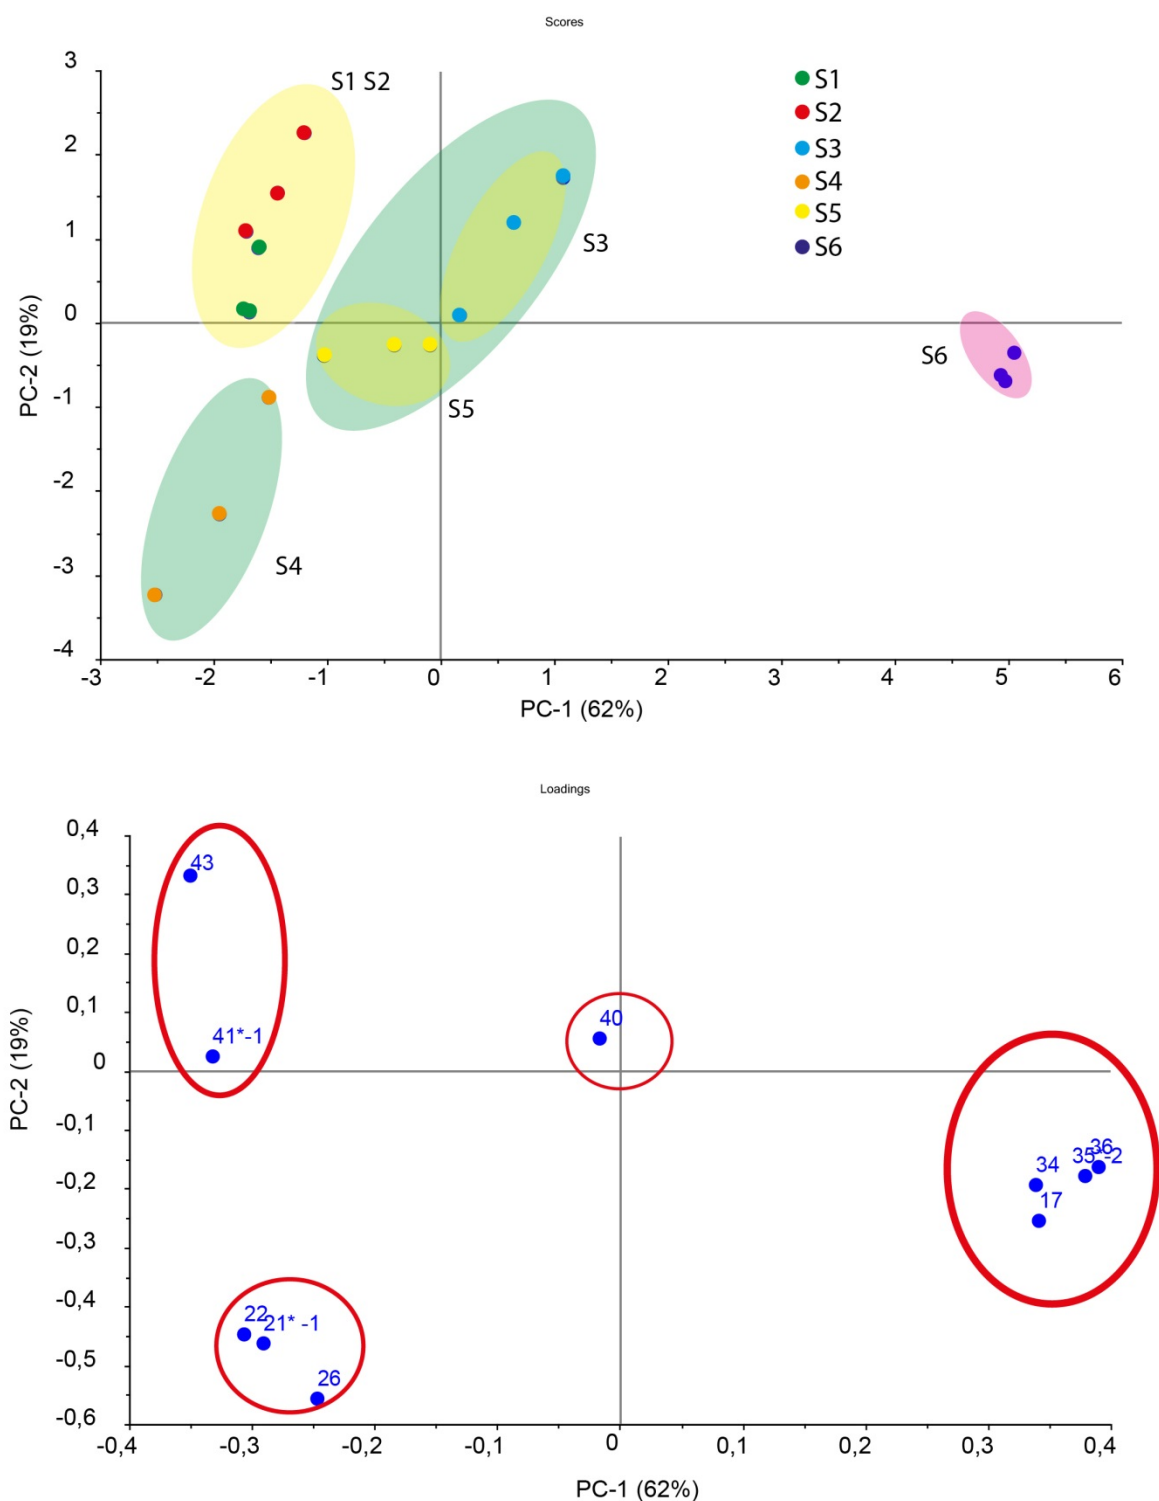 Scores
3
2
1
0
-1
-2
-3
-4
PC-2 (19%)
S1 S2
S3
S5
S4
S6
S1
S2
S3
S4
S5
S6
-3 -2 -1 0 1 2 3 4 5 6
PC-1 (62%)
Loadings
0,4
0,3
0,2
0,1
0
-0,1
-0,2
-0,3
-0,4
-0,5
-0,6
PC-2 (19%)
43
41*-1
40
36
34 35*-2
17
22 21* -1
26
-0,4 -0,3 -0,2 -0,1 0 0,1 0,2 0,3 0,4
PC-1 (62%)